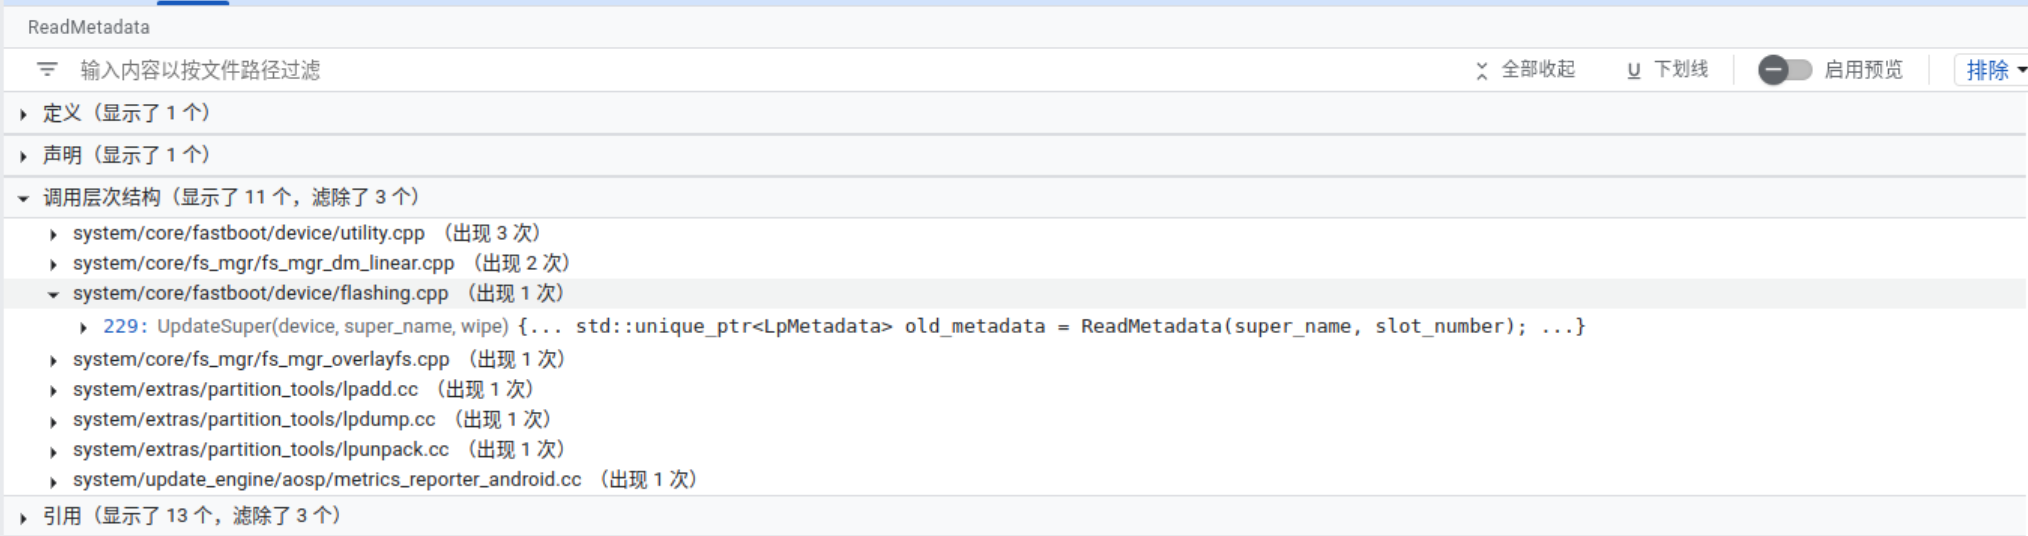 ReadMetadata
输入内容以按文件路径过滤 全部收起 下划线 启用预览 排除
定义（显示了 1 个）
声明（显示了 1 个）
调用层次结构（显示了 11 个，滤除了 3 个）
system/core/fastboot/device/utility.cpp （出现 3 次）
system/core/fs_mgr/fs_mgr_dm_linear.cpp （出现 2 次）
system/core/fastboot/device/flashing.cpp （出现 1 次）
229: UpdateSuper(device, super_name, wipe) {... std::unique_ptr<LpMetadata> old_metadata = ReadMetadata(super_name, slot_number); ...}
system/core/fs_mgr/fs_mgr_overlayfs.cpp （出现 1 次）
system/extras/partition_tools/lpadd.cc （出现 1 次）
system/extras/partition_tools/lpdump.cc （出现 1 次）
system/extras/partition_tools/lpunpack.cc （出现 1 次）
system/update_engine/aosp/metrics_reporter_android.cc （出现 1 次）
引用（显示了 13 个，滤除了 3 个）